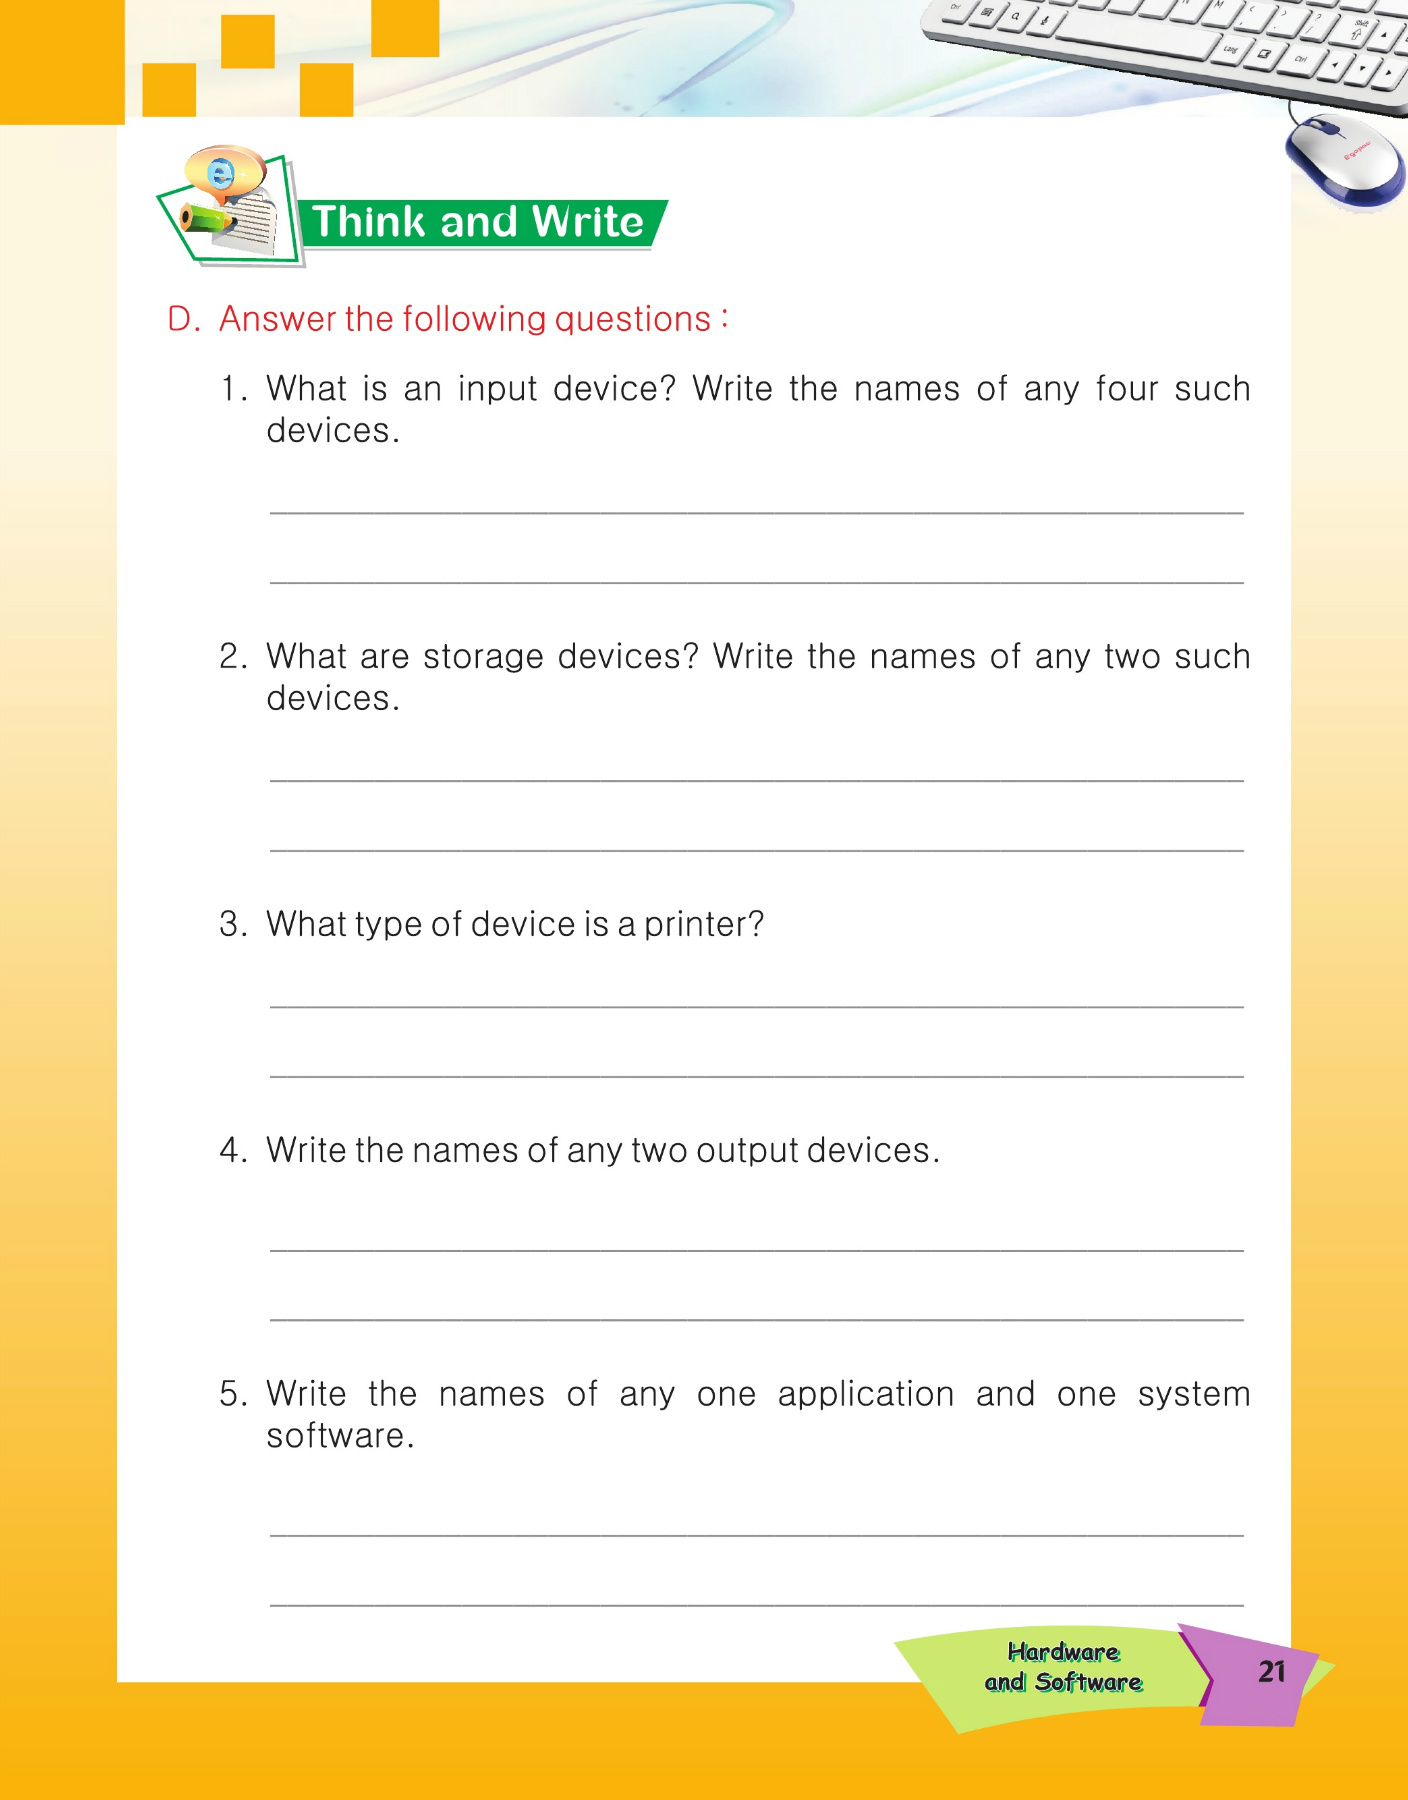 Think and Write
D. Answer the following questions :
1. What is an input device? Write the names of any four such
devices.
2. What are storage devices? Write the names of any two such
devices.
3. What type of device is a printer?
4. Write the names of any two output devices.
5. Write the names of any one application and one system
software.
Hardware
and Software
21